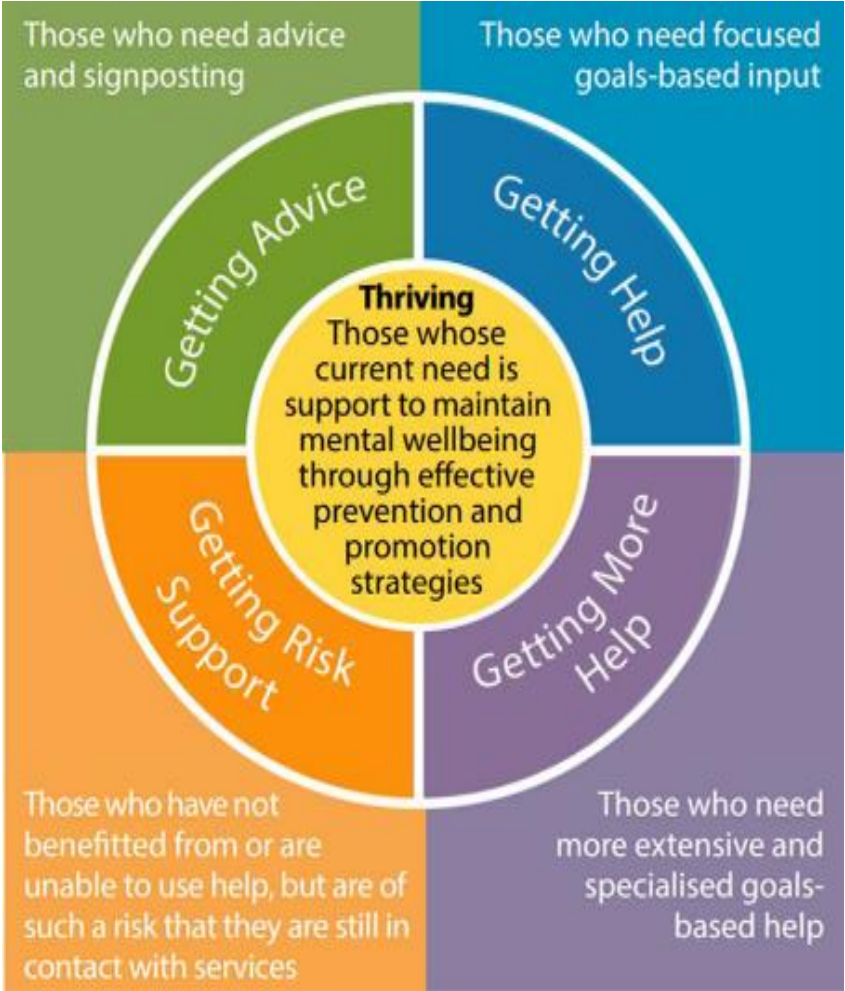 Those who need advice
and signposting
Those who need focused
goals-based input
Getting Advice
Getting Help
Thriving
Those whose
current need is
support to maintain
mental wellbeing
through effective
prevention and
promotion
strategies
Getting Risk
Support
Getting More
Help
Those who have not
benefitted from or are
unable to use help, but are of
such a risk that they are still in
contact with services
Those who need
more extensive and
specialised goals-
based help